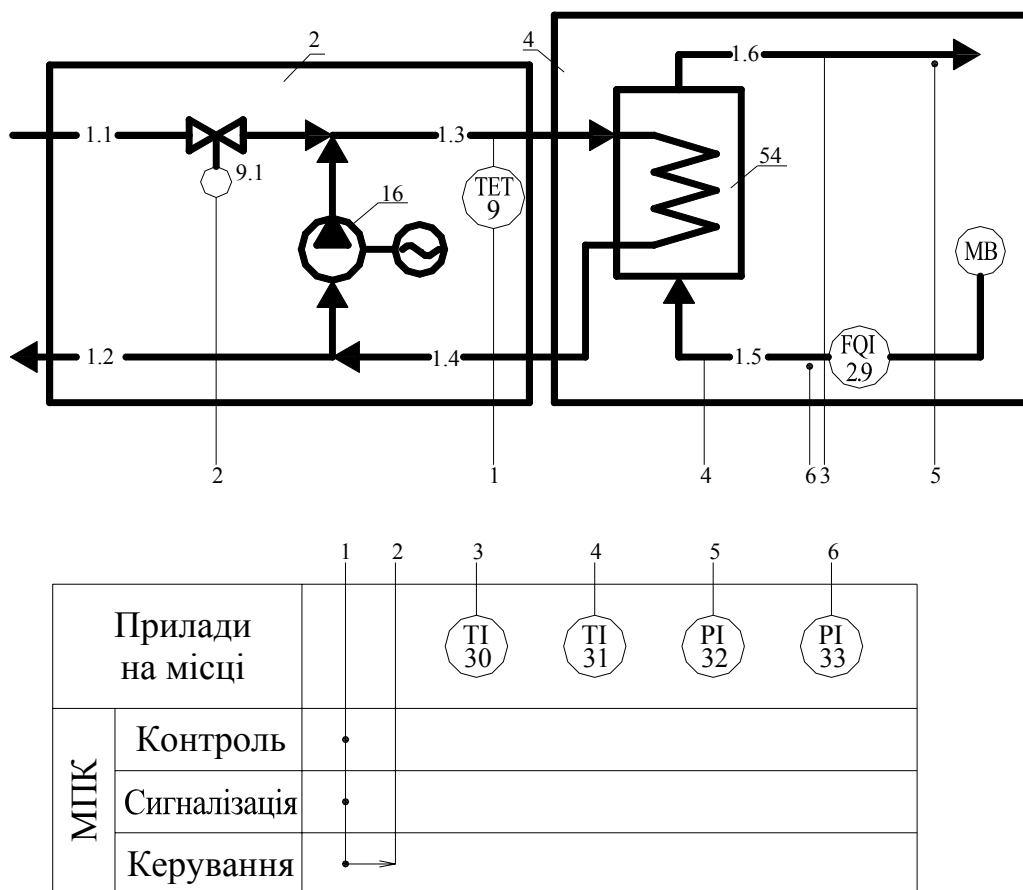 2
4
1.6
1.1
1.3
9.1
54
TET
9
16
MB
1.2
1.4
1.5
FQI
2.9
2
1
4
6
3
5
1
2
3
4
5
6
Прилади
на місці
TI
30
TI
31
PI
32
PI
33
МПК
Контроль
Сигналізація
Керування